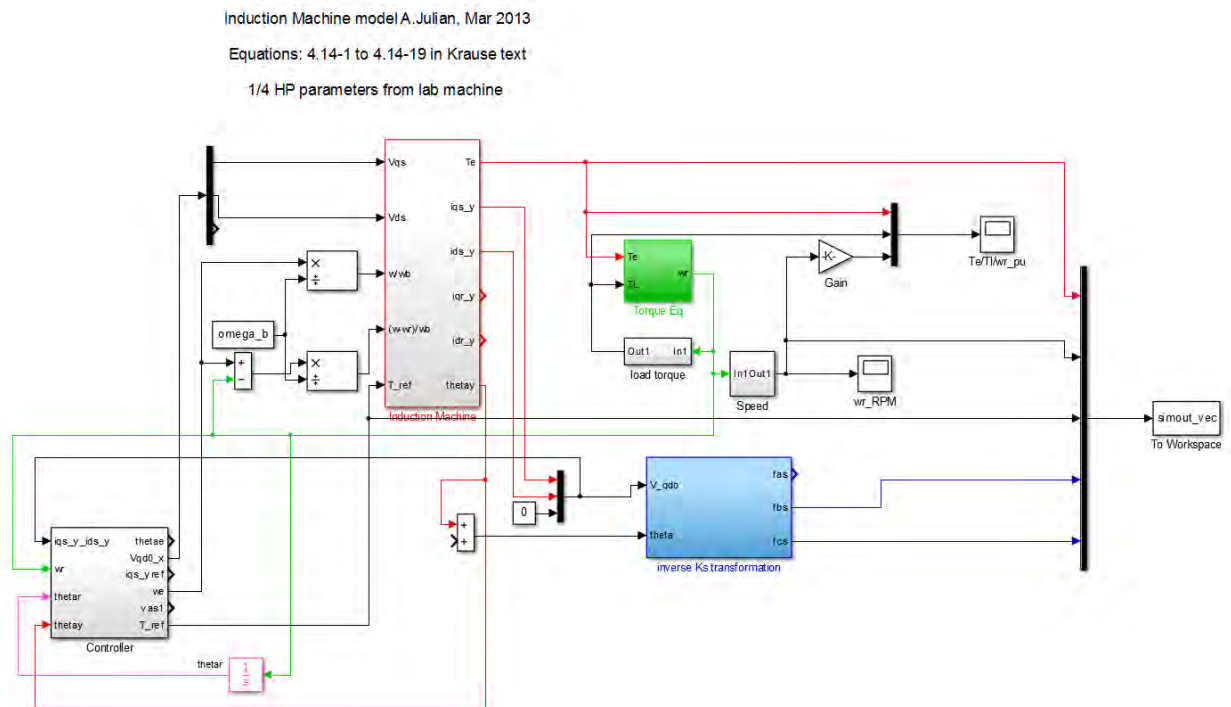 Induction Machine model A.Julian, Mar 2013
Equations: 4.14-1 to 4.14-19 in Krause text
1/4 HP parameters from lab machine
Vqs
Te
iqs_y
Vds
ids_y
W/wb
iqr_y
(w-wr)/wb
idr_y
T_ref
thetay
Induction Machine
×
÷
omega_b
+
−
×
÷
Te
wr
TL
Torque Eq
-K-
Gain
Te/Tl/wr_pu
Out1
In1
load torque
In1 Out1
Speed
wr_RPM
simout_vec
To Workspace
0
+
+
V_qdo
fas
fbs
theta
fcs
inverse Ks transformation
iqs_y_ids_y
thetae
Vqd0_x
wr
iqs_yref
we
thetar
vas1
thetay
T_ref
Controller
thetar
1
s